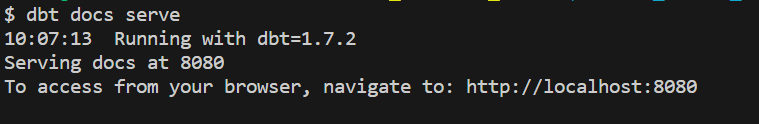 $ dbt docs serve
10:07:13  Running with dbt=1.7.2
Serving docs at 8080
To access from your browser, navigate to: http://localhost:8080